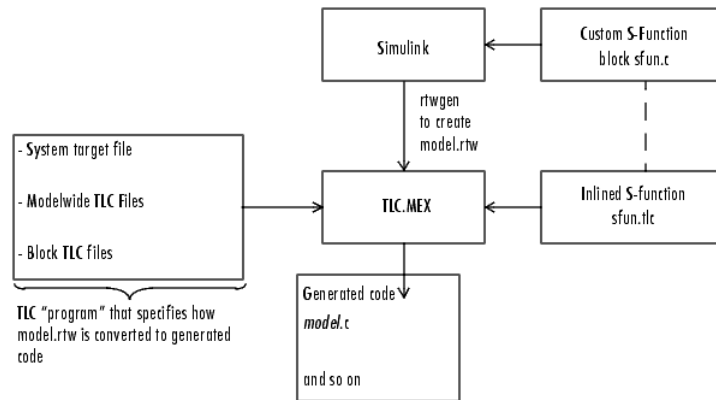 Simulink
Custom S-Function
block sfun.c
rtwgen
to create
model.rtw
- System target file
- Modelwide TLC Files
- Block TLC files
TLC.MEX
Inlined S-function
sfun.tlc
TLC "program" that specifies how
model.rtw is converted to generated
code
Generated code
model.c
and so on